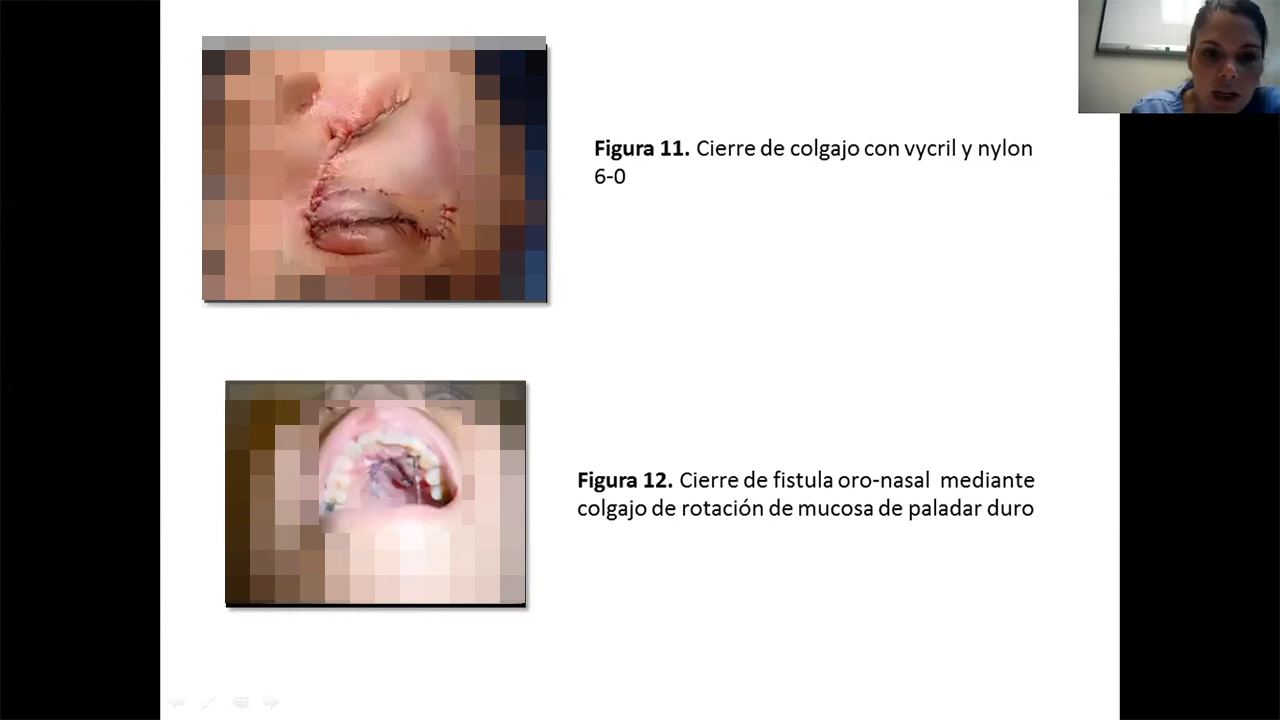 Figura 11. Cierre de colgajo con vycril y nylon
6-0
Figura 12. Cierre de fistula oro-nasal mediante
colgajo de rotación de mucosa de paladar duro